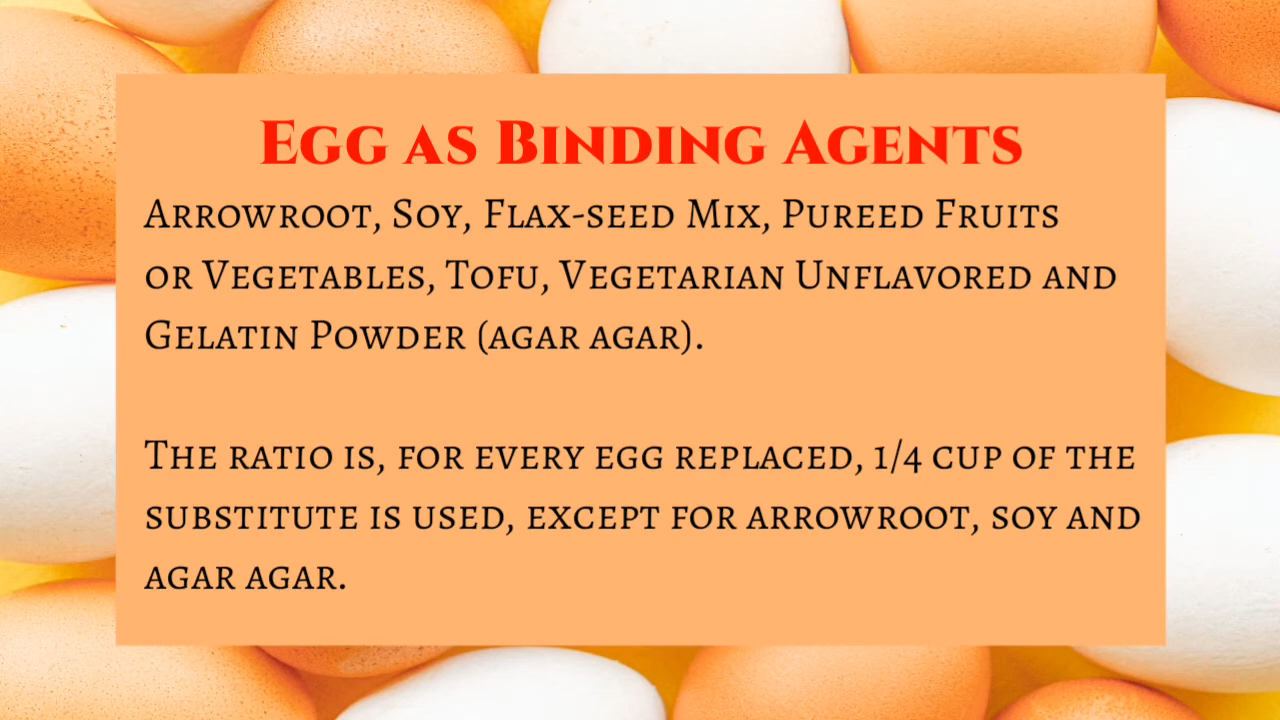 Egg as Binding Agents
Arrowroot, Soy, Flax-seed Mix, Pureed Fruits
or Vegetables, Tofu, Vegetarian Unflavored and
Gelatin Powder (agar agar).
The ratio is, for every egg replaced, 1/4 cup of the
substitute is used, except for arrowroot, soy and
agar agar.